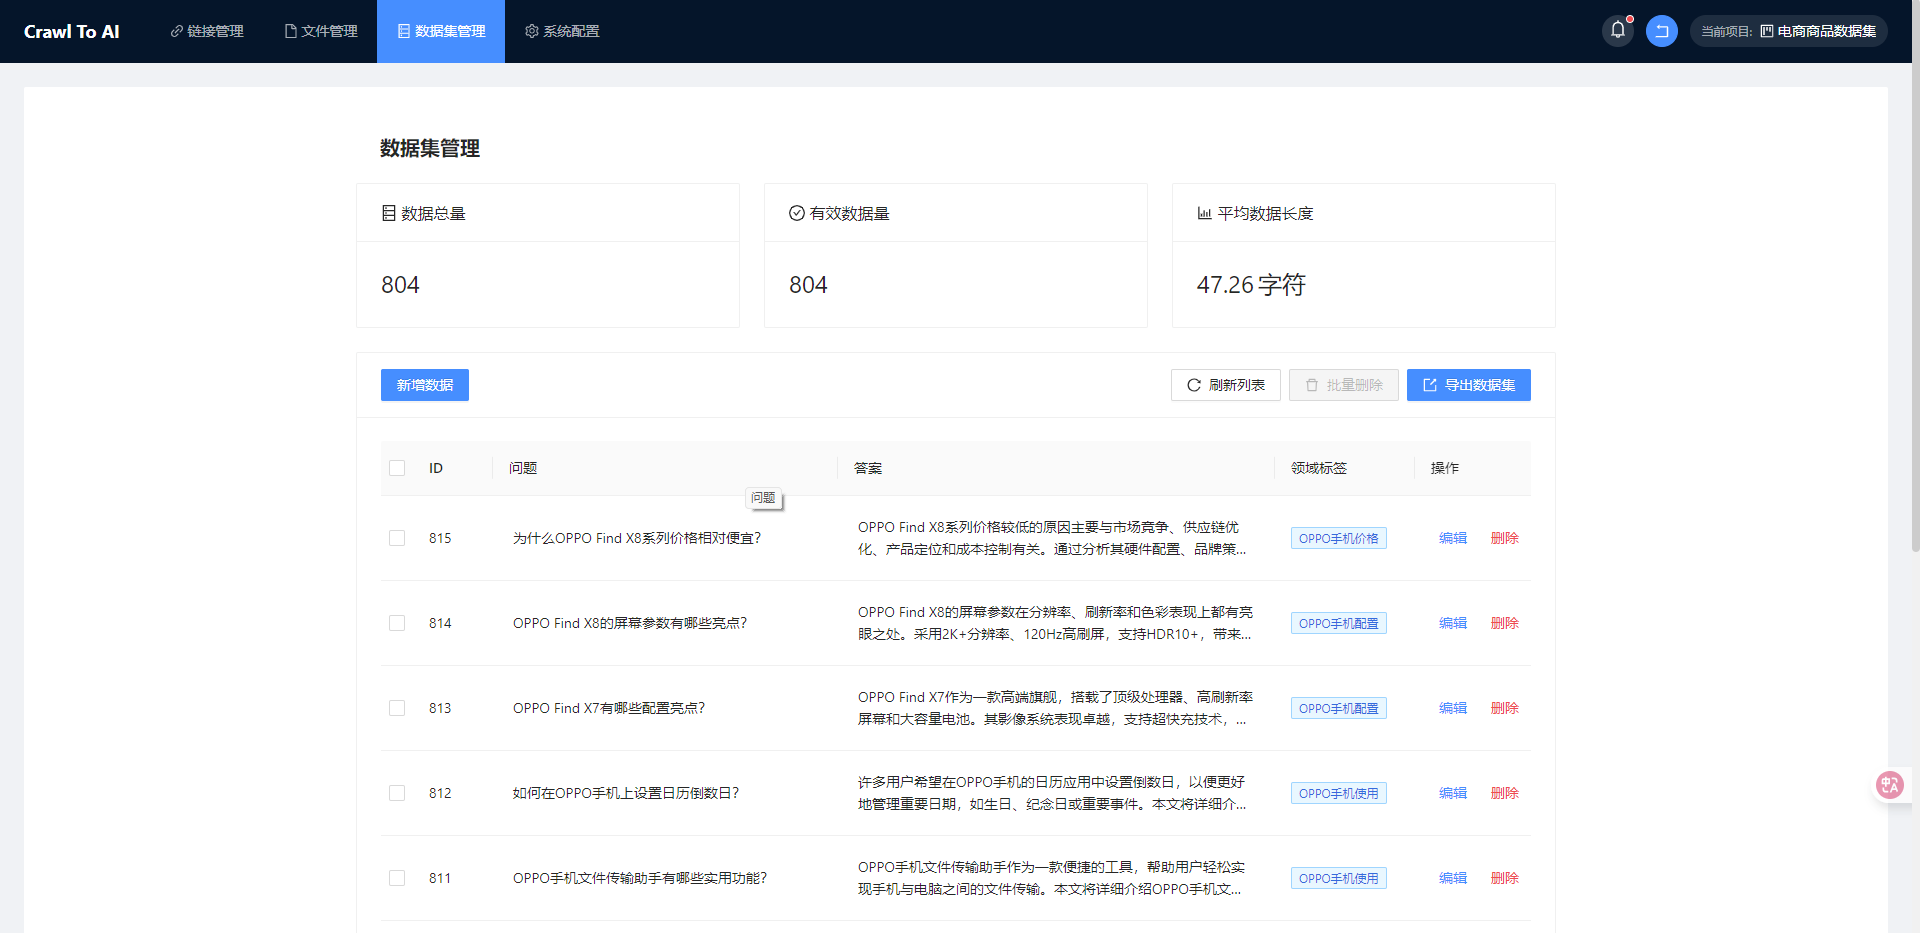 Crawl To AI
链接管理
文件管理
数据集管理
系统配置
当前项目: 电商商品数据集
数据集管理
数据总量
804
有效数据量
804
平均数据长度
47.26 字符
新增数据
刷新列表
批量删除
导出数据集
ID 问题 答案 领域标签 操作
问题
815 为什么OPPO Find X8系列价格相对便宜?
OPPO Find X8系列价格较低的原因主要与市场竞争、供应链优
化、产品定位和成本控制有关。通过分析其硬件配置、品牌策...
OPPO手机价格 编辑 删除
814 OPPO Find X8的屏幕参数有哪些亮点?
OPPO Find X8的屏幕参数在分辨率、刷新率和色彩表现上都有亮
眼之处。采用2K+分辨率、120Hz高刷屏，支持HDR10+，带来...
OPPO手机配置 编辑 删除
813 OPPO Find X7有哪些配置亮点?
OPPO Find X7作为一款高端旗舰，搭载了顶级处理器、高刷新率
屏幕和大容量电池。其影像系统表现卓越，支持超快充技术，...
OPPO手机配置 编辑 删除
812 如何在OPPO手机上设置日历倒数日?
许多用户希望在OPPO手机的日历应用中设置倒数日，以便更好
地管理重要日期，如生日、纪念日或重要事件。本文将详细介...
OPPO手机使用 编辑 删除
811 OPPO手机文件传输助手有哪些实用功能?
OPPO手机文件传输助手作为一款便捷的工具，帮助用户轻松实
现手机与电脑之间的文件传输。本文将详细介绍OPPO手机文...
OPPO手机使用 编辑 删除